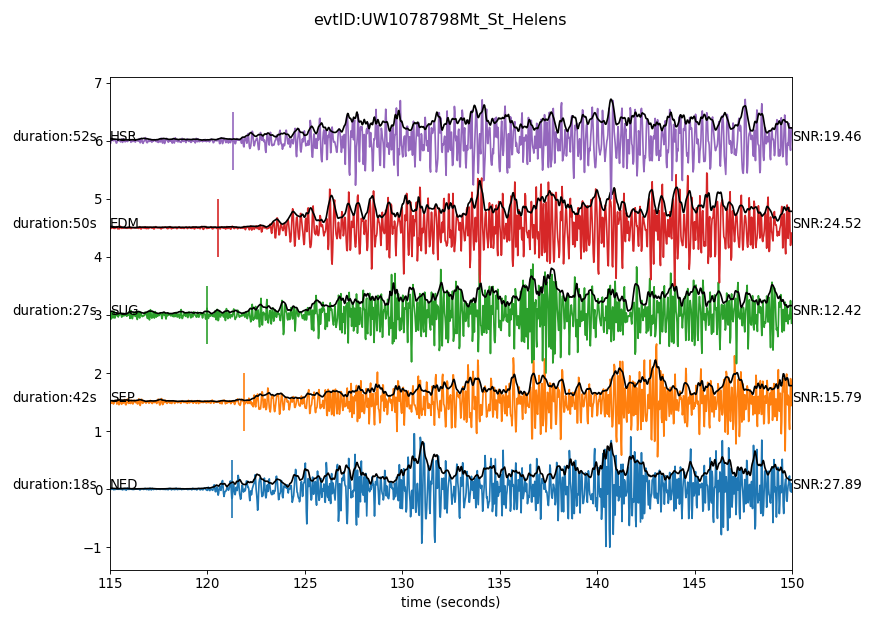 evtID:UW1078798Mt_St_Helens
7
duration:52s HSR 6 SNR:19.46
5
duration:50s EDM SNR:24.52
4
duration:27s SUG 3 SNR:12.42
2
duration:42s SEP SNR:15.79
1
duration:18s NED 0 SNR:27.89
−1
115 120 125 130 135 140 145 150
time (seconds)